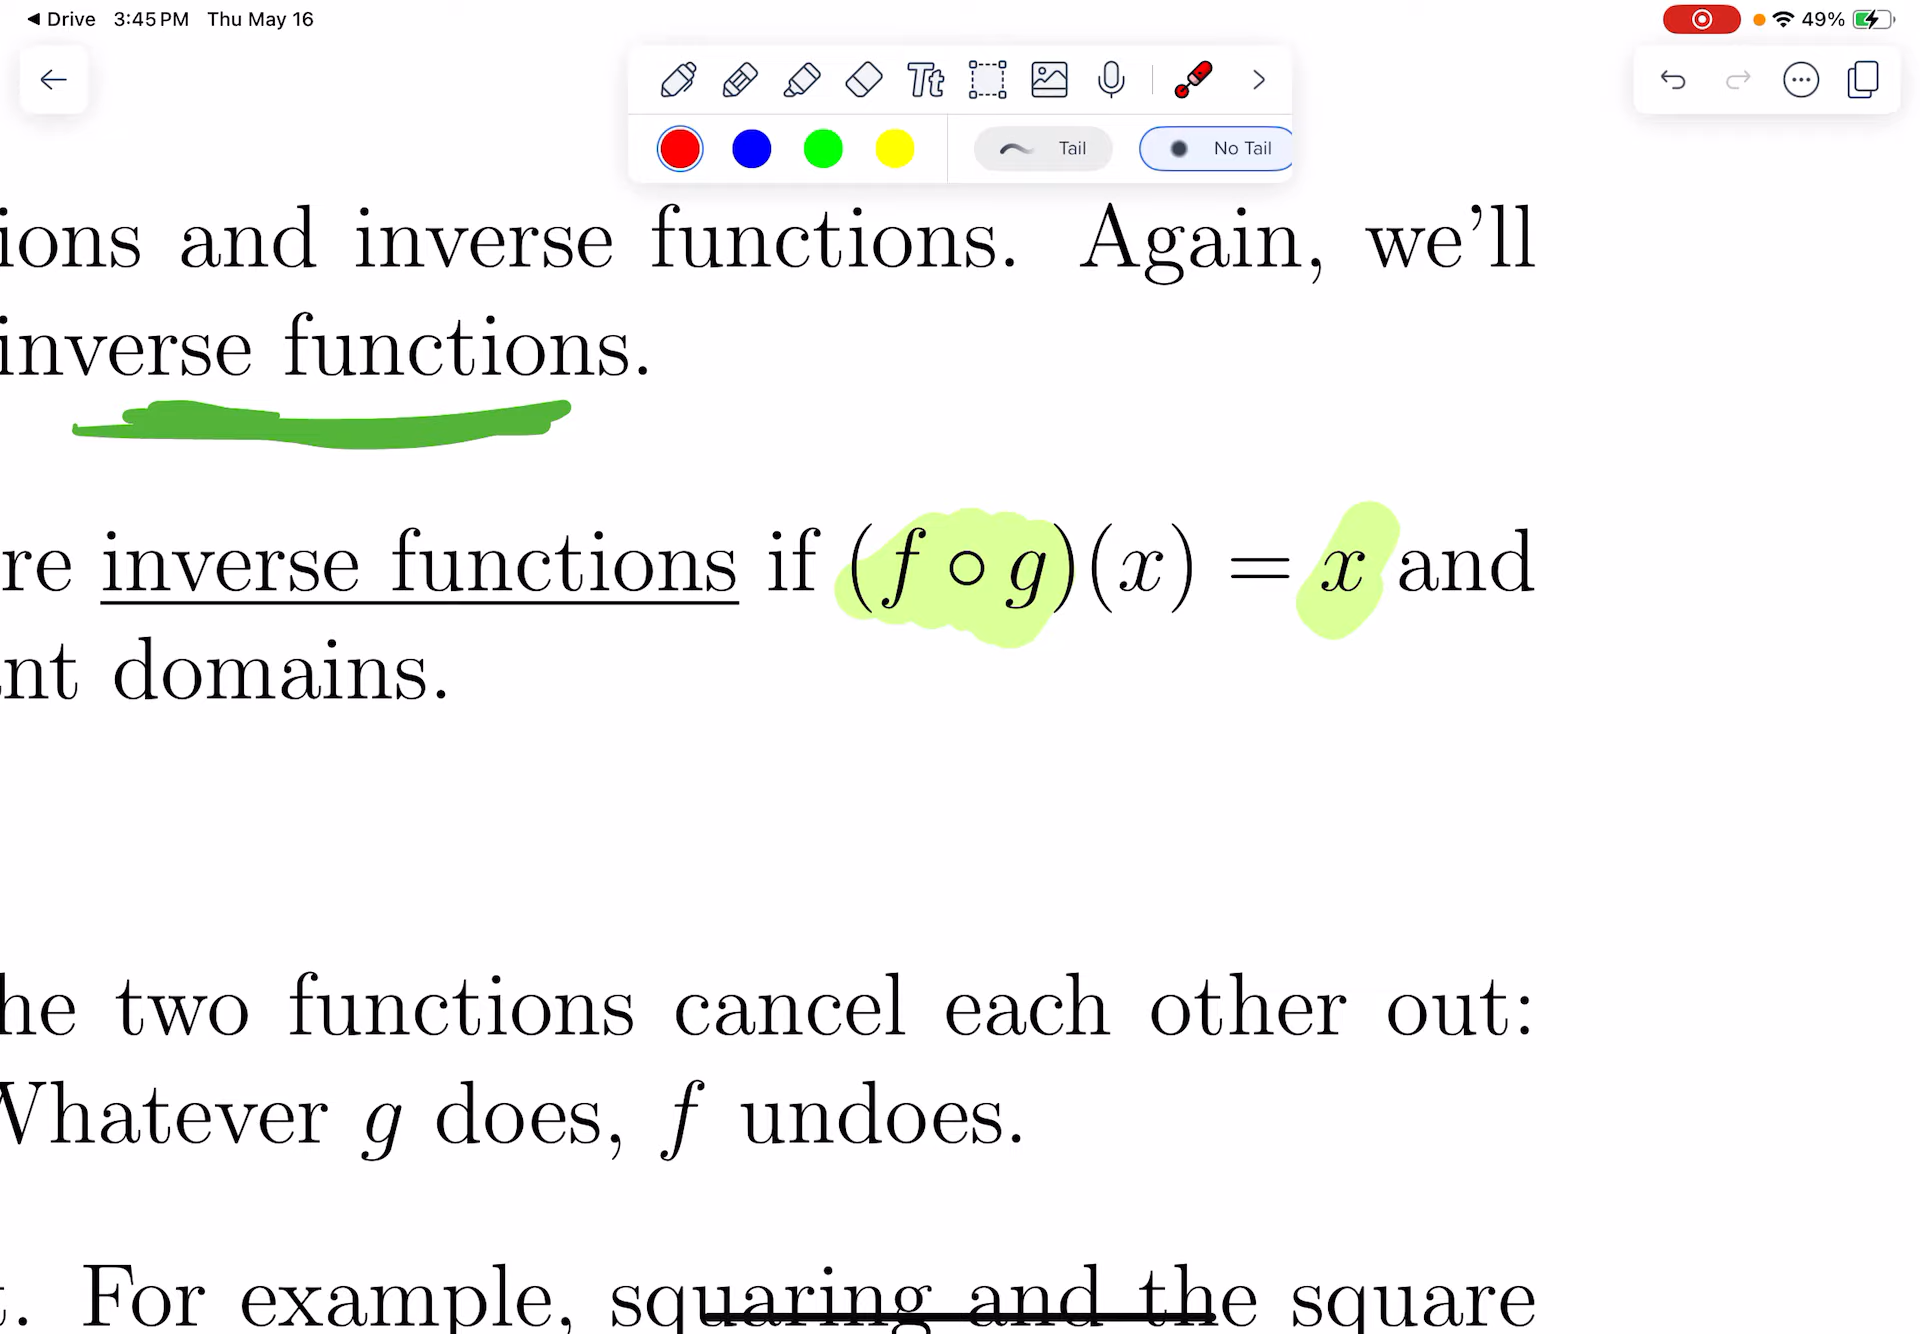 Drive 3:45 PM Thu May 16
49%
Tt
Tail
No Tail
ions and inverse functions. Again, we'll
inverse functions.
re inverse functions if (f ∘ g)(x) = x and
nt domains.
he two functions cancel each other out:
Whatever g does, f undoes.
. For example, squaring and the square